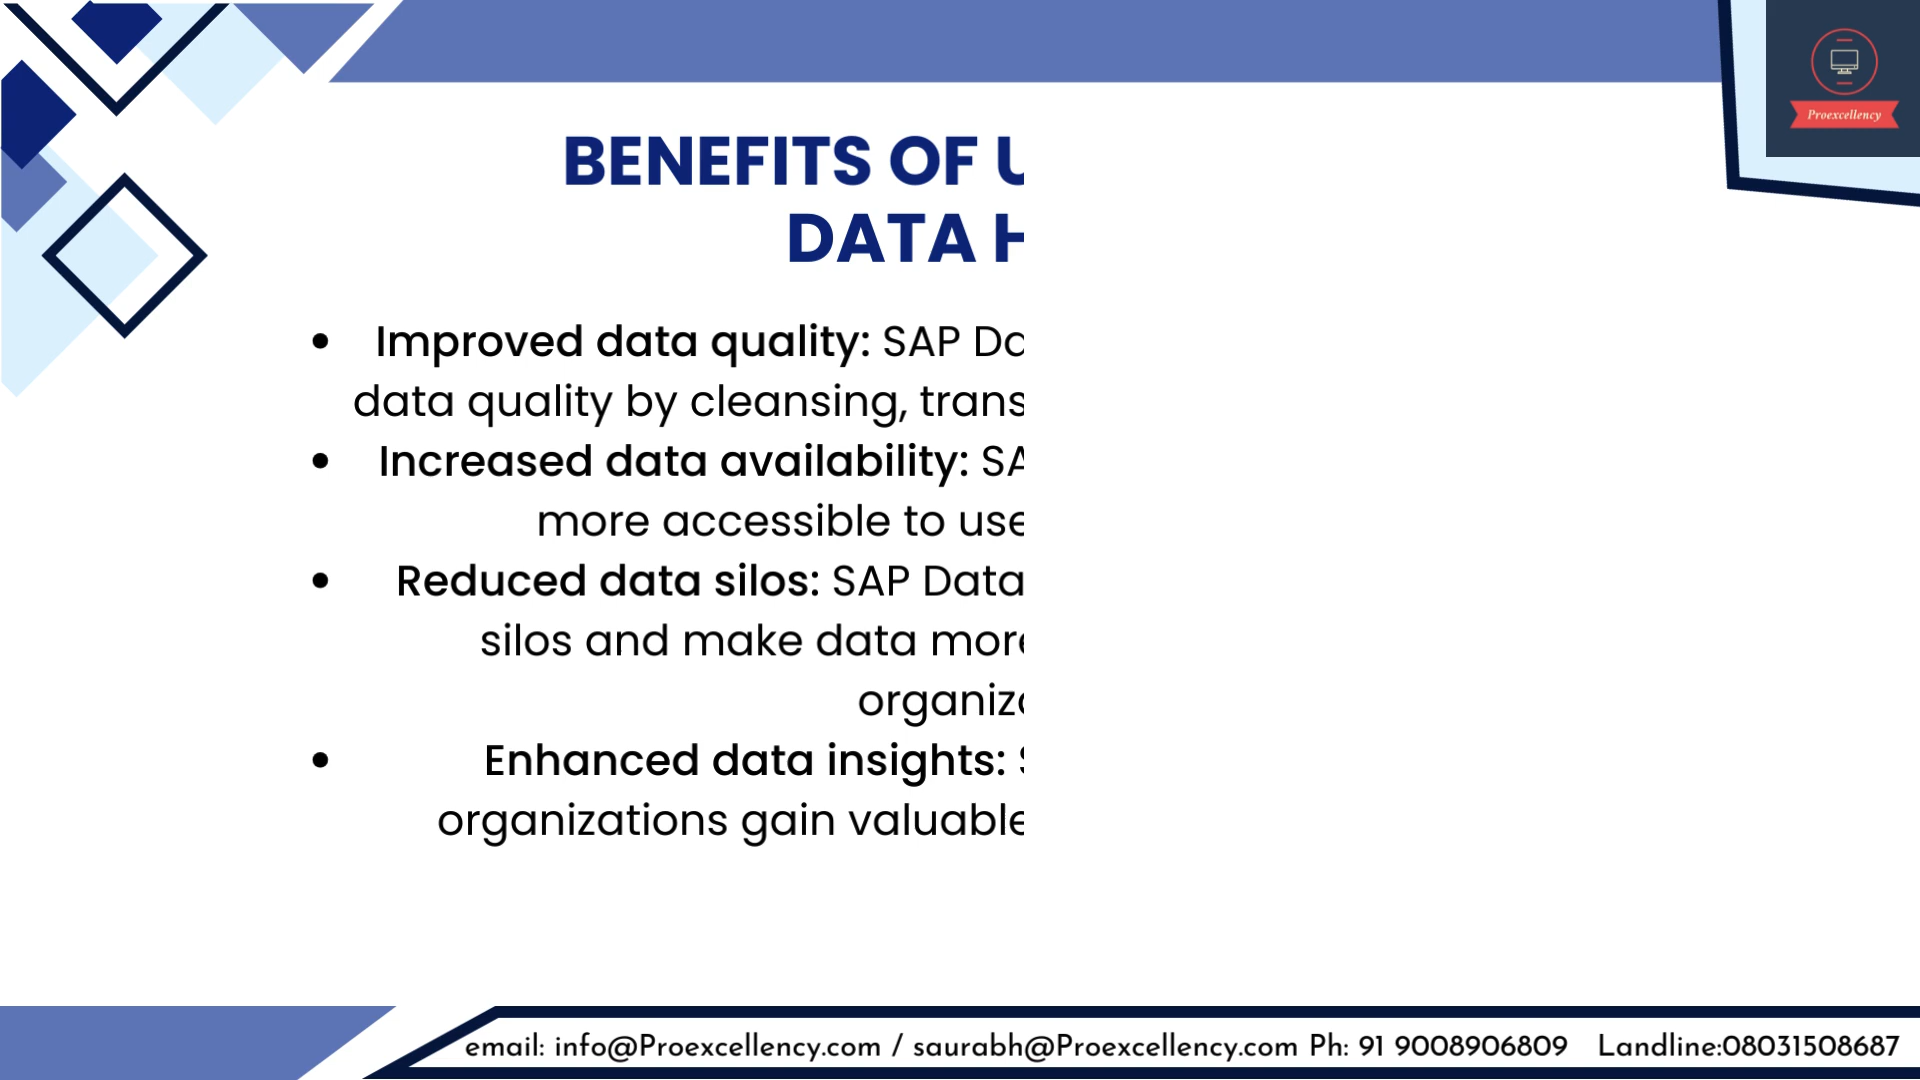 Proexcellency
BENEFITS OF
DATA
• Improved data quality: SAP
data quality by cleansing,
• Increased data availability:
more accessible to
• Reduced data silos: SAP Data
silos and make data more
• Enhanced data insights:
organizations gain valuable
email: info@Proexcellency.com / saurabh@Proexcellency.com Ph: 91 9008906809 Landline:08031508687